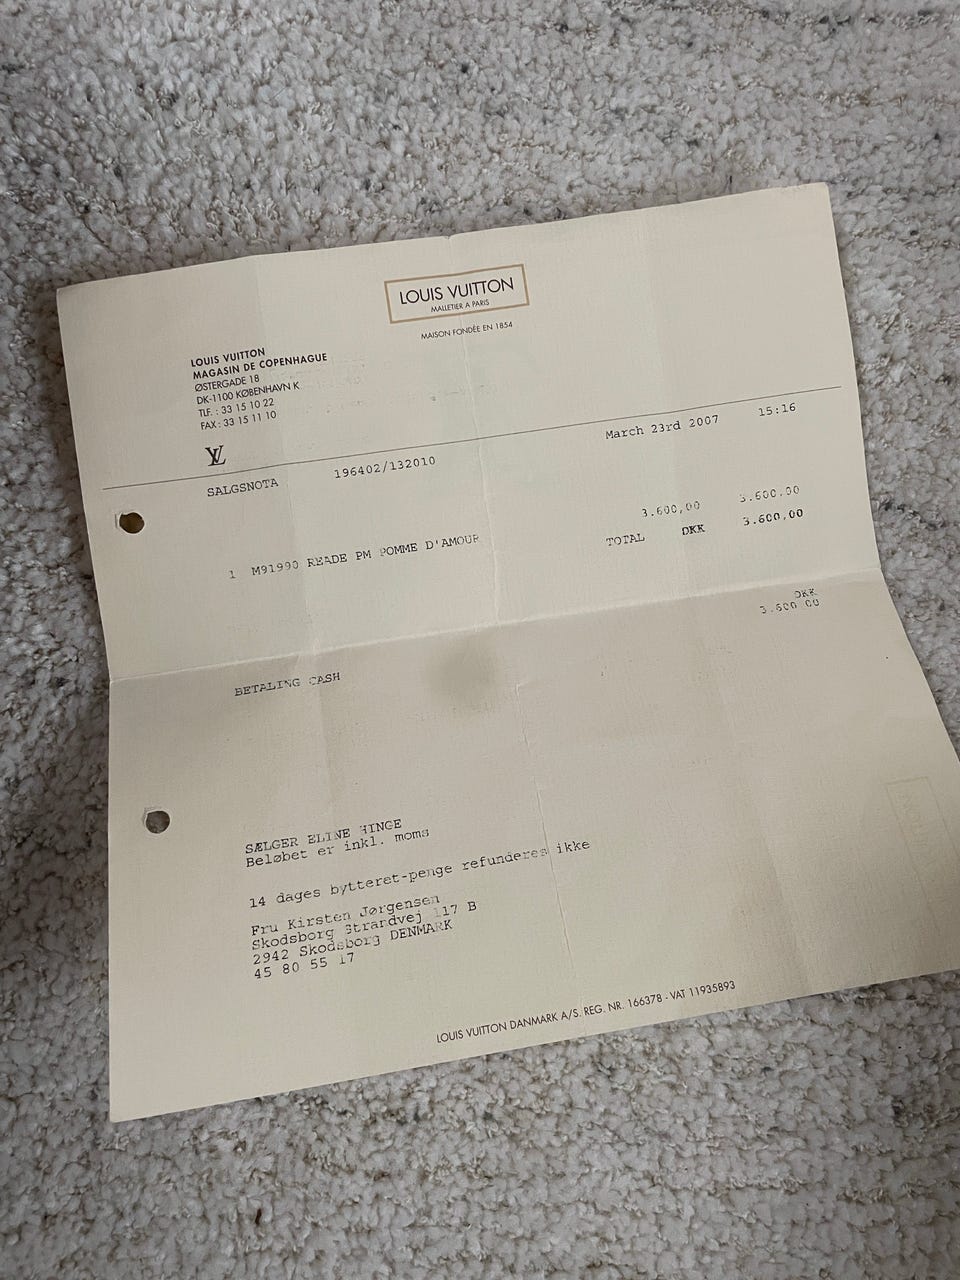 LOUIS VUITTON
MALLETIER A PARIS
MAISON FONDÉE EN 1854
LOUIS VUITTON
MAGASIN DE COPENHAGUE
ØSTERGADE 18
DK-1100 KØBENHAVN K
TLF. : 33 15 10 22
FAX : 33 15 11 10
LV
SALGSNOTA 196402/132010 March 23rd 2007 15:16
1 M91990 READE PM POMME D'AMOUR 3.600,00 3.600,00
TOTAL DKK 3.600,00
DKK
BETALING CASH 3.600,00
SÆLGER ELINE HINGE
Beløbet er inkl. moms
14 dages bytteret-penge refunderes ikke
Fru Kirsten Jørgensen
Skodsborg Strandvej 117 B
2942 Skodsborg DENMARK
45 80 55 17
LOUIS VUITTON DANMARK A/S. REG. NR. 166378 - VAT 11935893